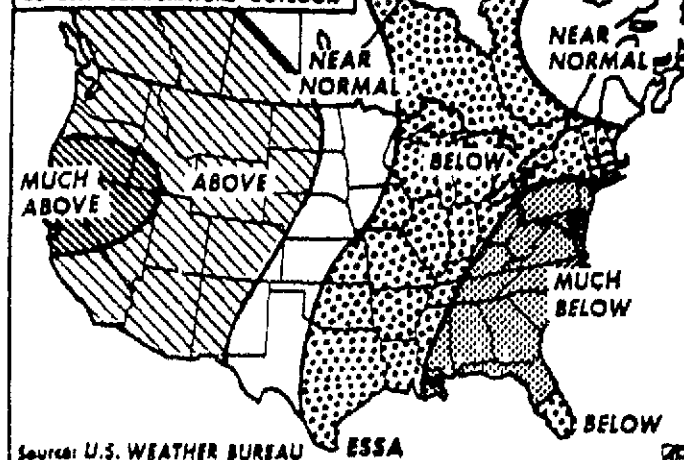 NEAR
NORMAL
NEAR
NORMAL
BELOW
MUCH
ABOVE
ABOVE
MUCH
BELOW
BELOW
Source: U.S. WEATHER BUREAU ESSA